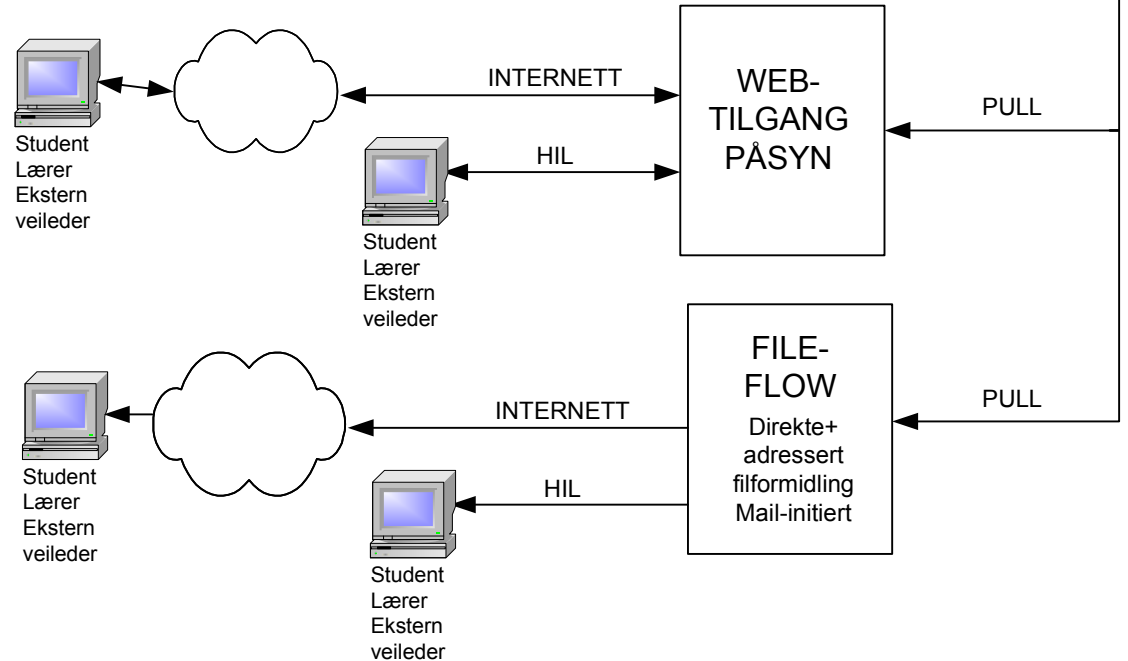 INTERNETT
WEB-
TILGANG
PÅSYN
PULL
Student
Lærer
Ekstern
veileder
HIL
Student
Lærer
Ekstern
veileder
FILE-
FLOW
Direkte+
adressert
filformidling
Mail-initiert
PULL
INTERNETT
Student
Lærer
Ekstern
veileder
HIL
Student
Lærer
Ekstern
veileder